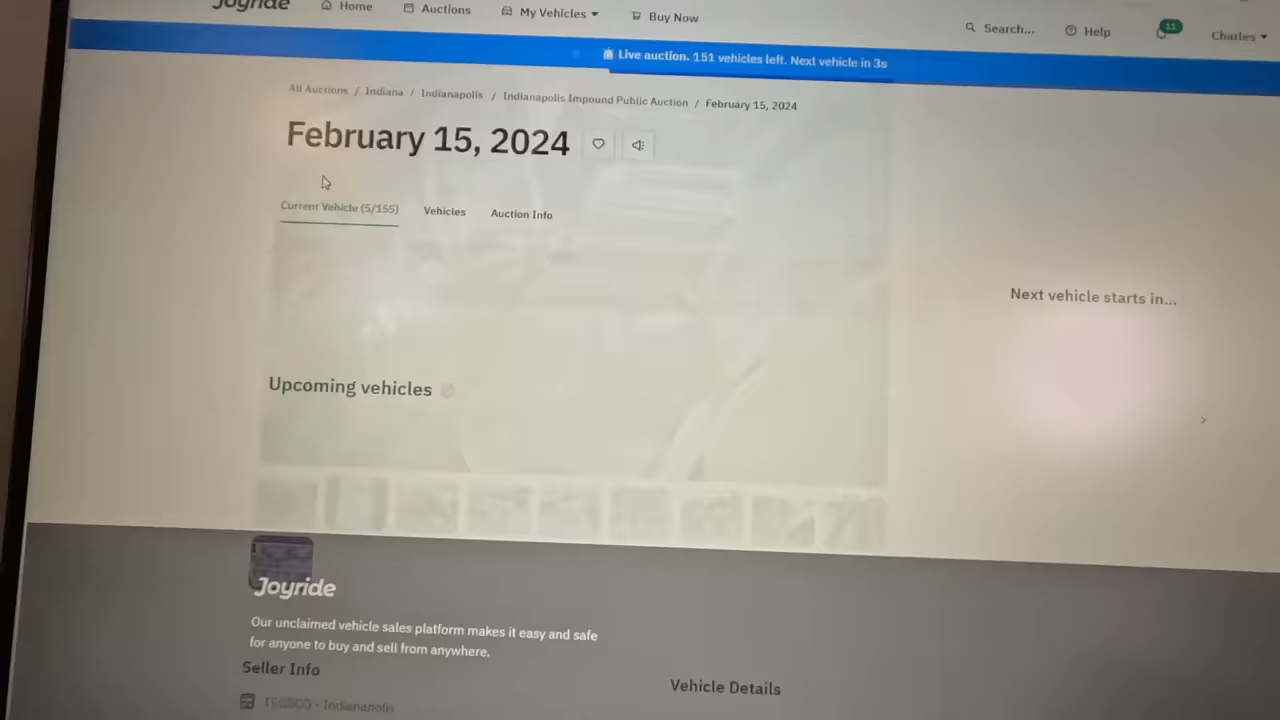 Joyride
Home
Auctions
My Vehicles
Buy Now
Search...
Help
11
Charles
Live auction. 151 vehicles left. Next vehicle in 3s
All Auctions / Indiana / Indianapolis / Indianapolis Impound Public Auction / February 15, 2024
February 15, 2024
Current Vehicle (5/155)
Vehicles
Auction Info
Next vehicle starts in...
Upcoming vehicles
Joyride
Our unclaimed vehicle sales platform makes it easy and safe
for anyone to buy and sell from anywhere.
Seller Info
Vehicle Details
- Indianapolis